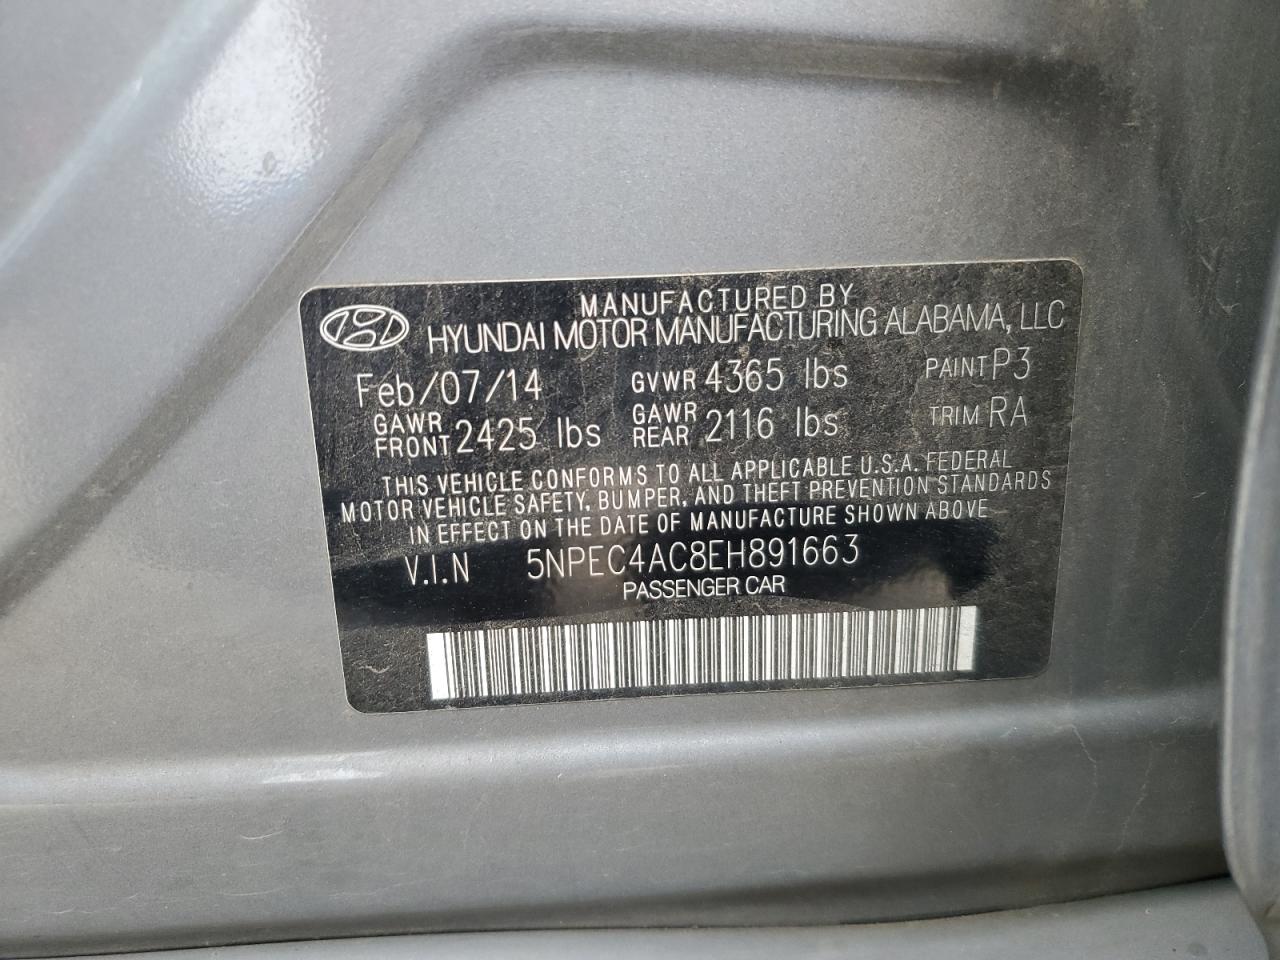 MANUFACTURED BY
HYUNDAI MOTOR MANUFACTURING ALABAMA, LLC
Feb/07/14 GVWR 4365 lbs PAINT P3
GAWR FRONT 2425 lbs GAWR REAR 2116 lbs TRIM RA
THIS VEHICLE CONFORMS TO ALL APPLICABLE U.S.A. FEDERAL
MOTOR VEHICLE SAFETY, BUMPER, AND THEFT PREVENTION STANDARDS
IN EFFECT ON THE DATE OF MANUFACTURE SHOWN ABOVE
V.I.N 5NPEC4AC8EH891663
PASSENGER CAR